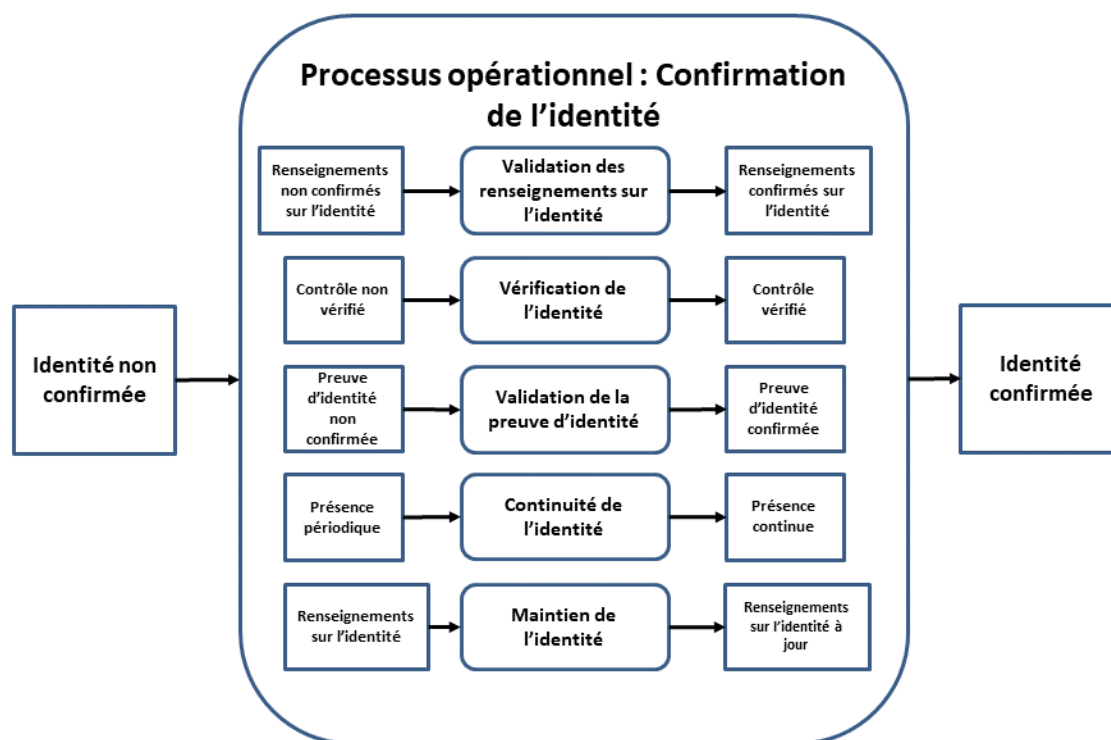 Processus opérationnel : Confirmation
de l’identité
Renseignements
non confirmés
sur l’identité
Validation des
renseignements sur
l’identité
Renseignements
confirmés sur
l’identité
Contrôle non
vérifié
Vérification de
l’identité
Contrôle
vérifié
Identité non
confirmée
Preuve
d’identité
non
confirmée
Validation de la
preuve d’identité
Preuve
d’identité
confirmée
Identité
confirmée
Présence
périodique
Continuité de
l’identité
Présence
continue
Renseignements
sur l’identité
Maintien de
l’identité
Renseignements
sur l’identité à
jour